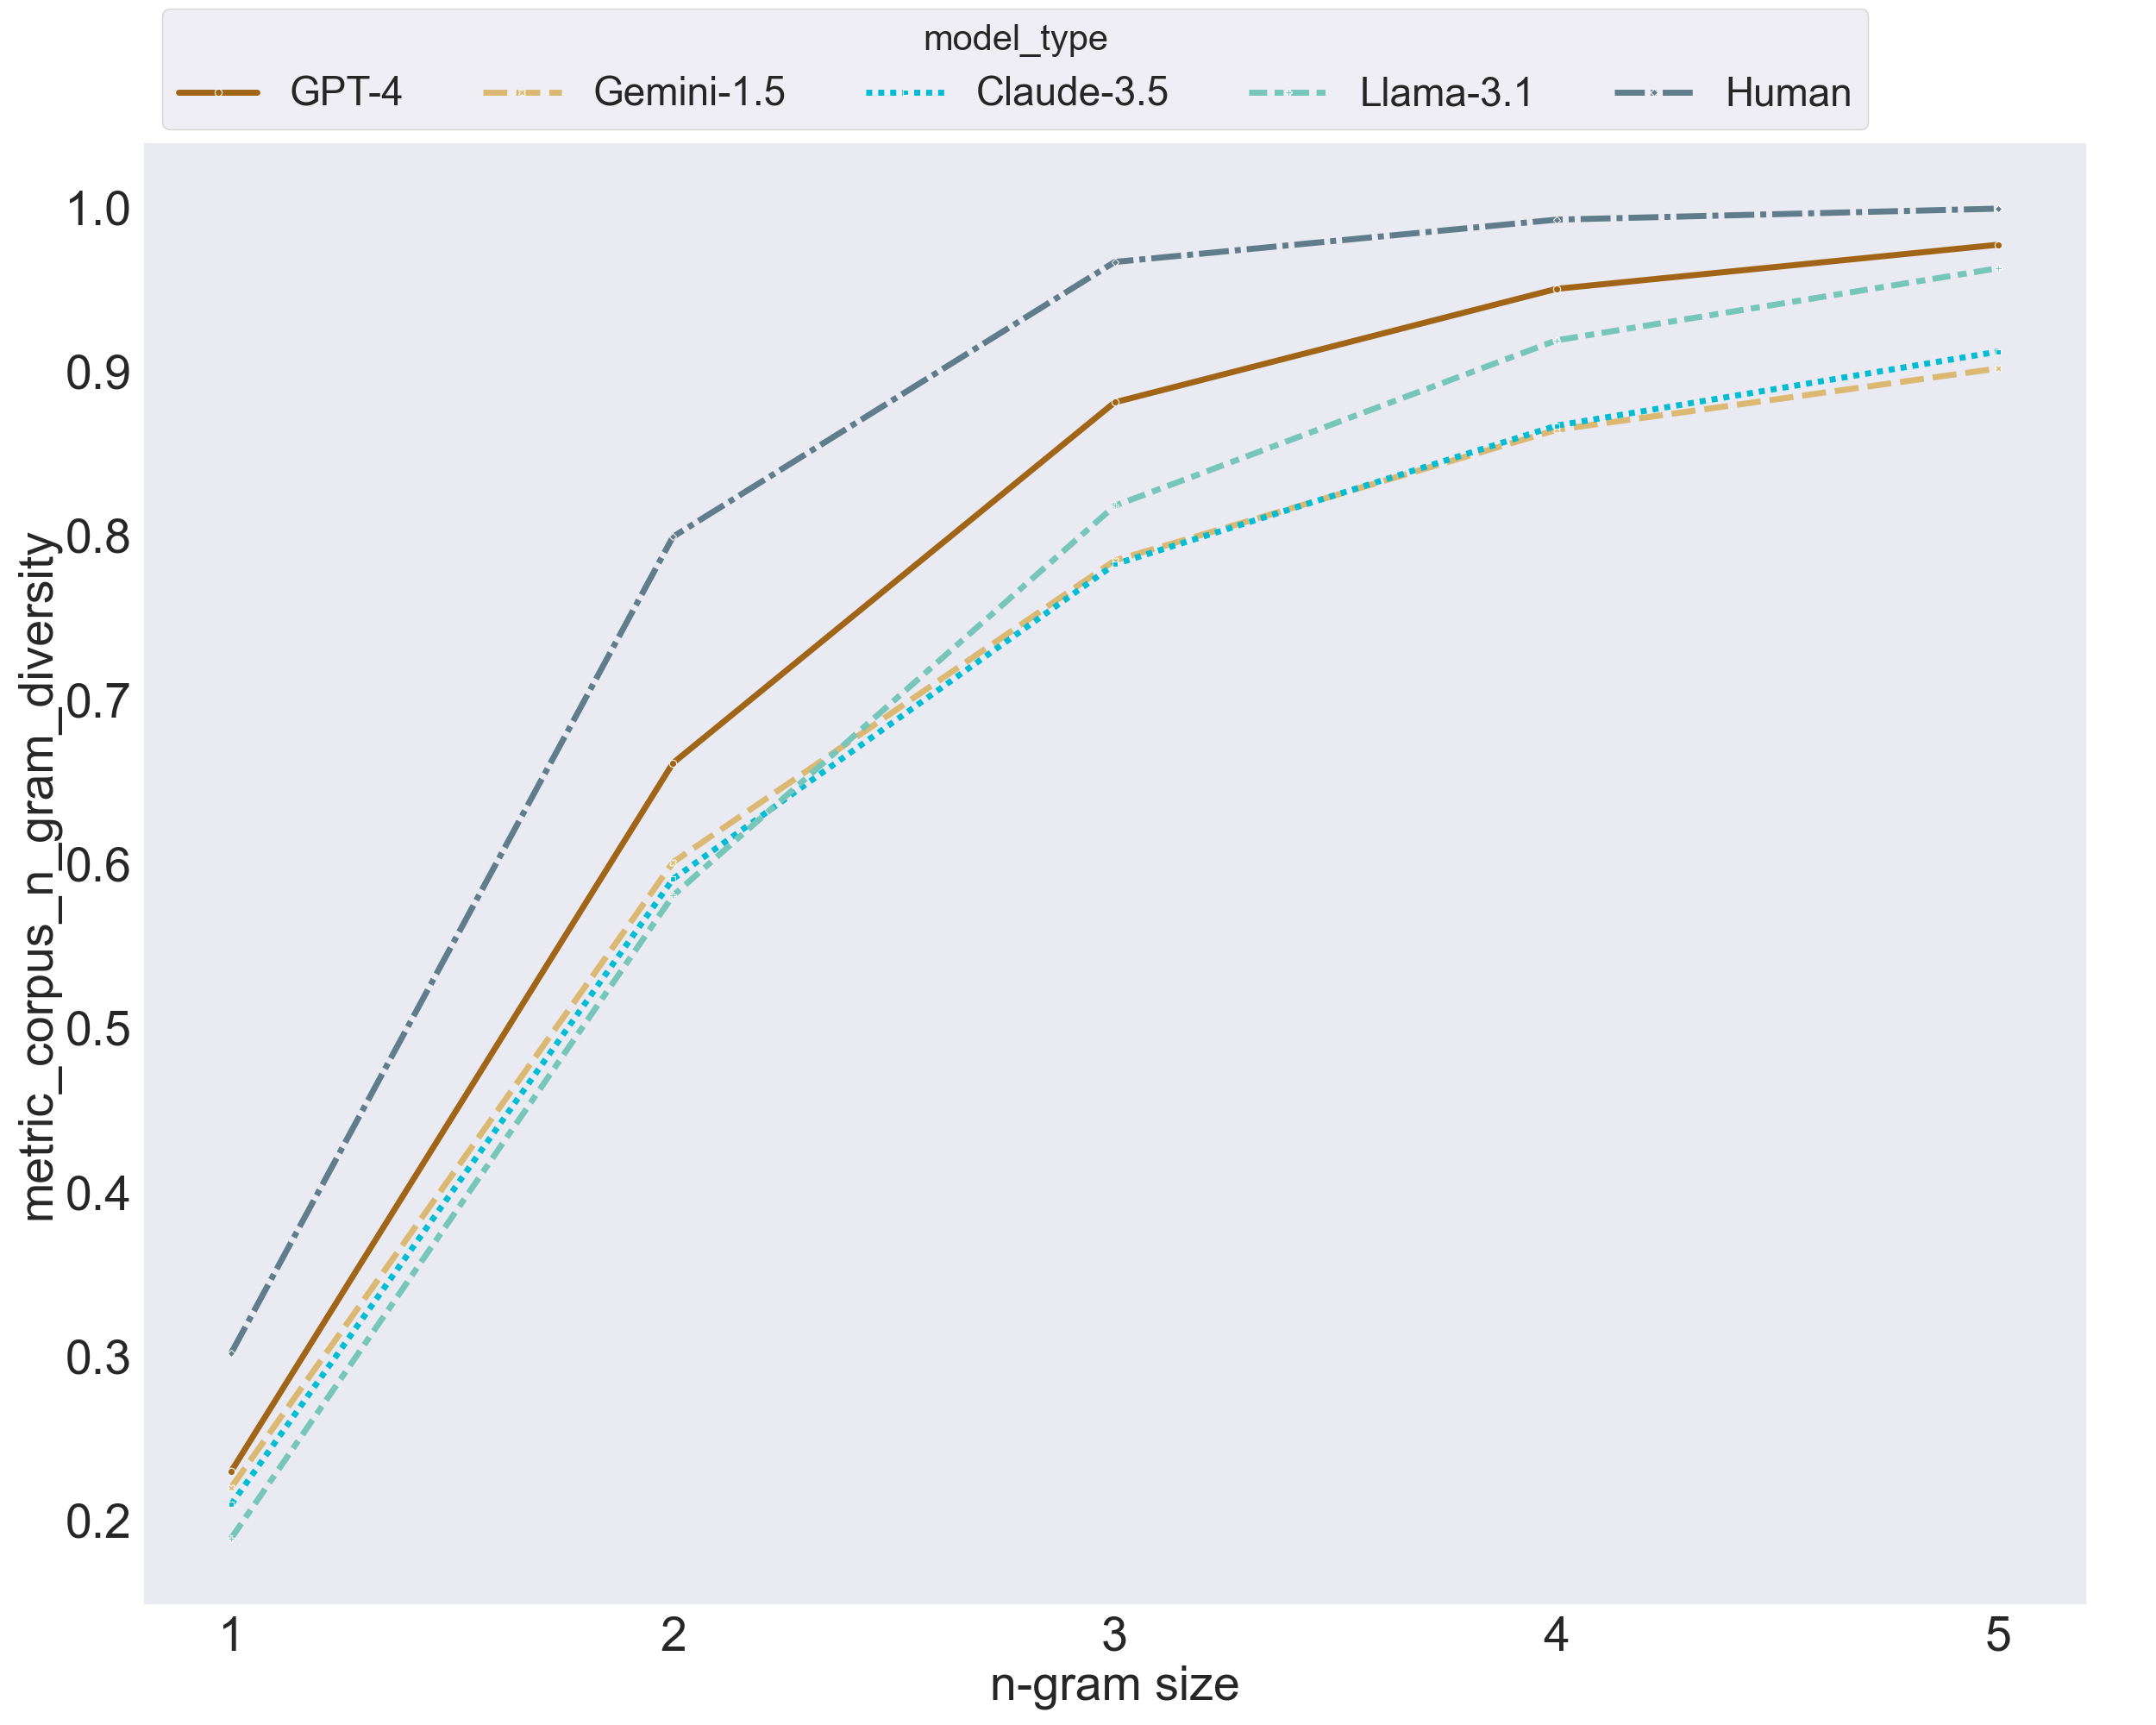 model_type
GPT-4 Gemini-1.5 Claude-3.5 Llama-3.1 Human
metric_corpus_n_gram_diversity
1.0
0.9
0.8
0.7
0.6
0.5
0.4
0.3
0.2
1 2 3 4 5
n-gram size